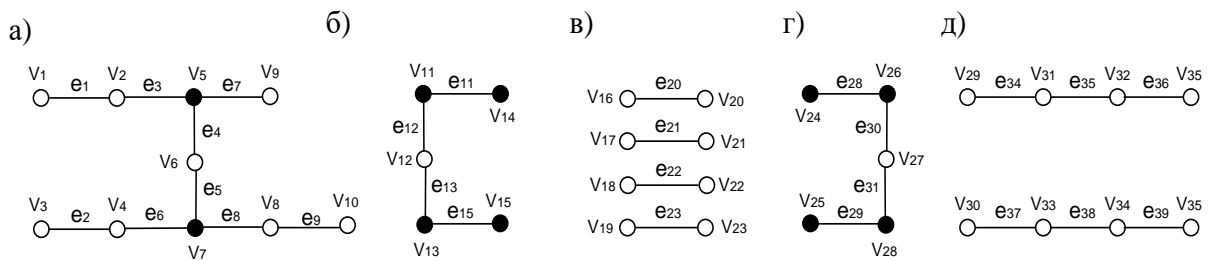 а) б) в) г) д)
V1 e1 V2 e3 V5 e7 V9
e4
V6
e5
V3 e2 V4 e6 V7 e8 V8 e9 V10
V11 e11 V14
e12
V12
e13
V13 e15 V15
V16 e20 V20
V17 e21 V21
V18 e22 V22
V19 e23 V23
V24 e28 V26
e30
V27
e31
V25 e29 V28
V29 e34 V31 e35 V32 e36 V35
V30 e37 V33 e38 V34 e39 V35